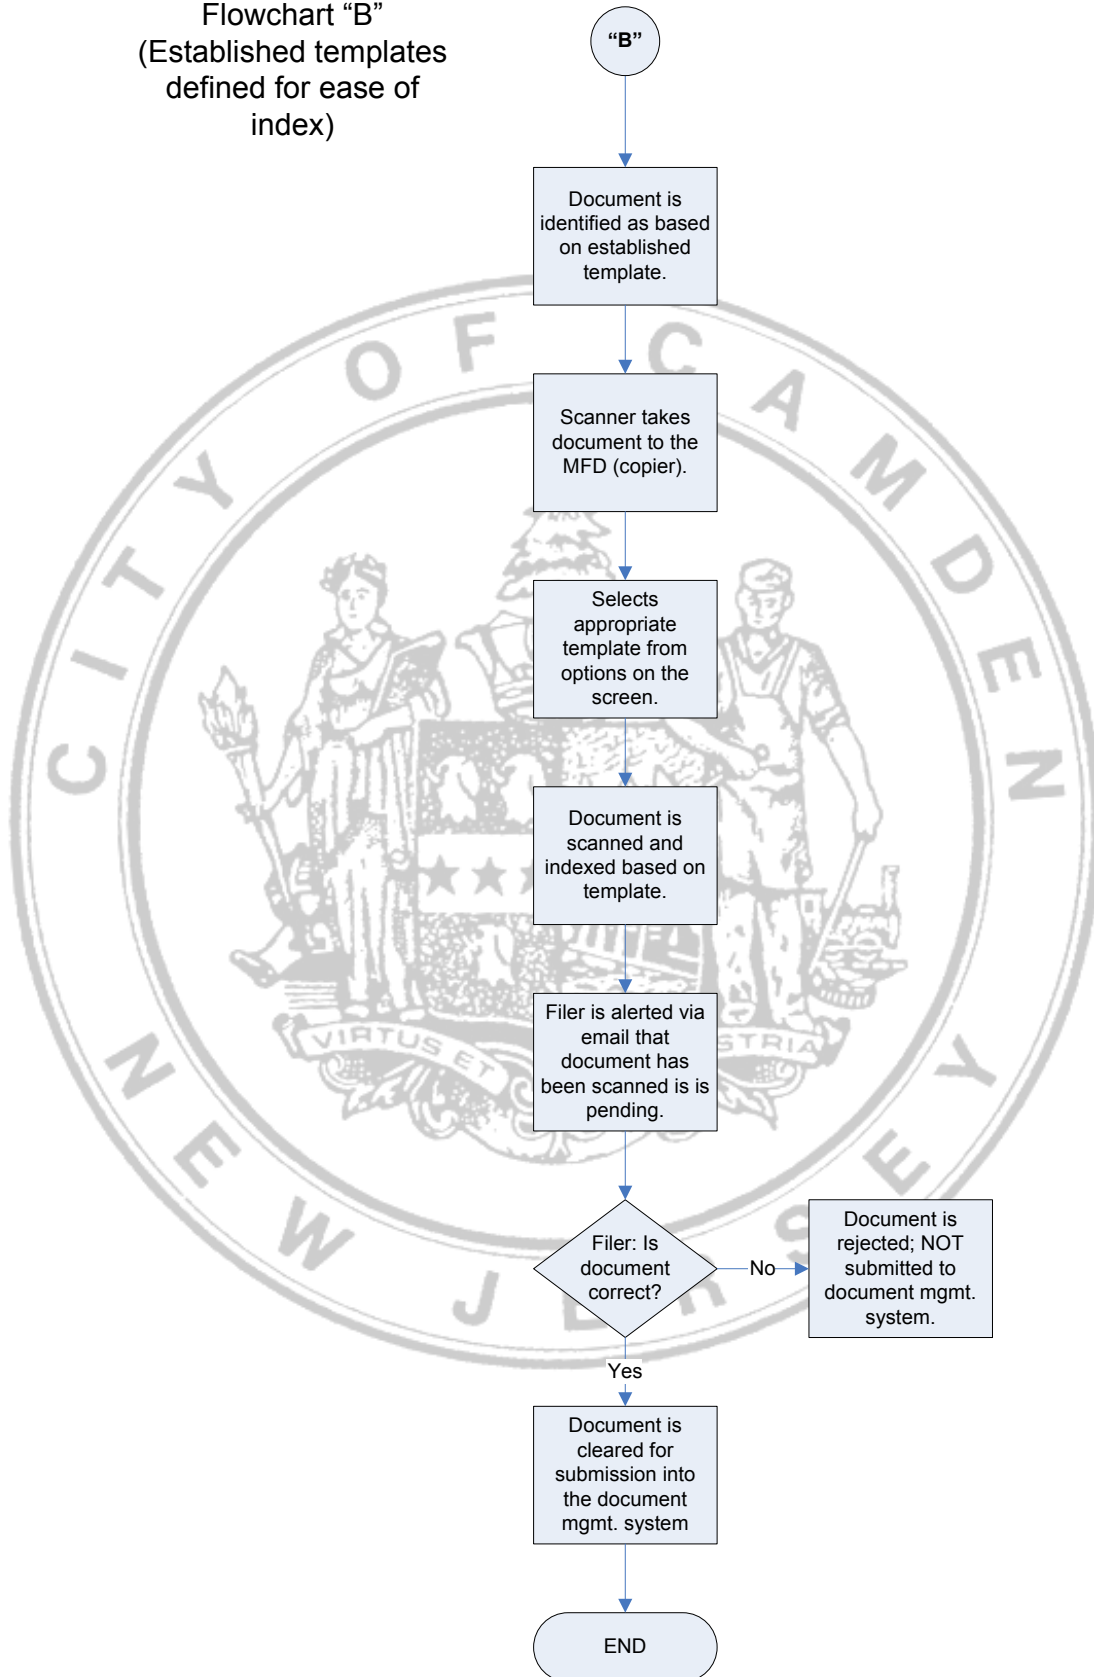 Flowchart “B”
(Established templates
defined for ease of
index)
“B”
Document is
identified as based
on established
template.
Scanner takes
document to the
MFD (copier).
Selects
appropriate
template from
options on the
screen.
Document is
scanned and
indexed based on
template.
Filer is alerted via
email that
document has
been scanned is is
pending.
Filer: Is
document
correct?
No
Document is
rejected; NOT
submitted to
document mgmt.
system.
Yes
Document is
cleared for
submission into
the document
mgmt. system
END
CITY OF CAMDEN
NEW JERSEY
VIRTUS ET
STRIA